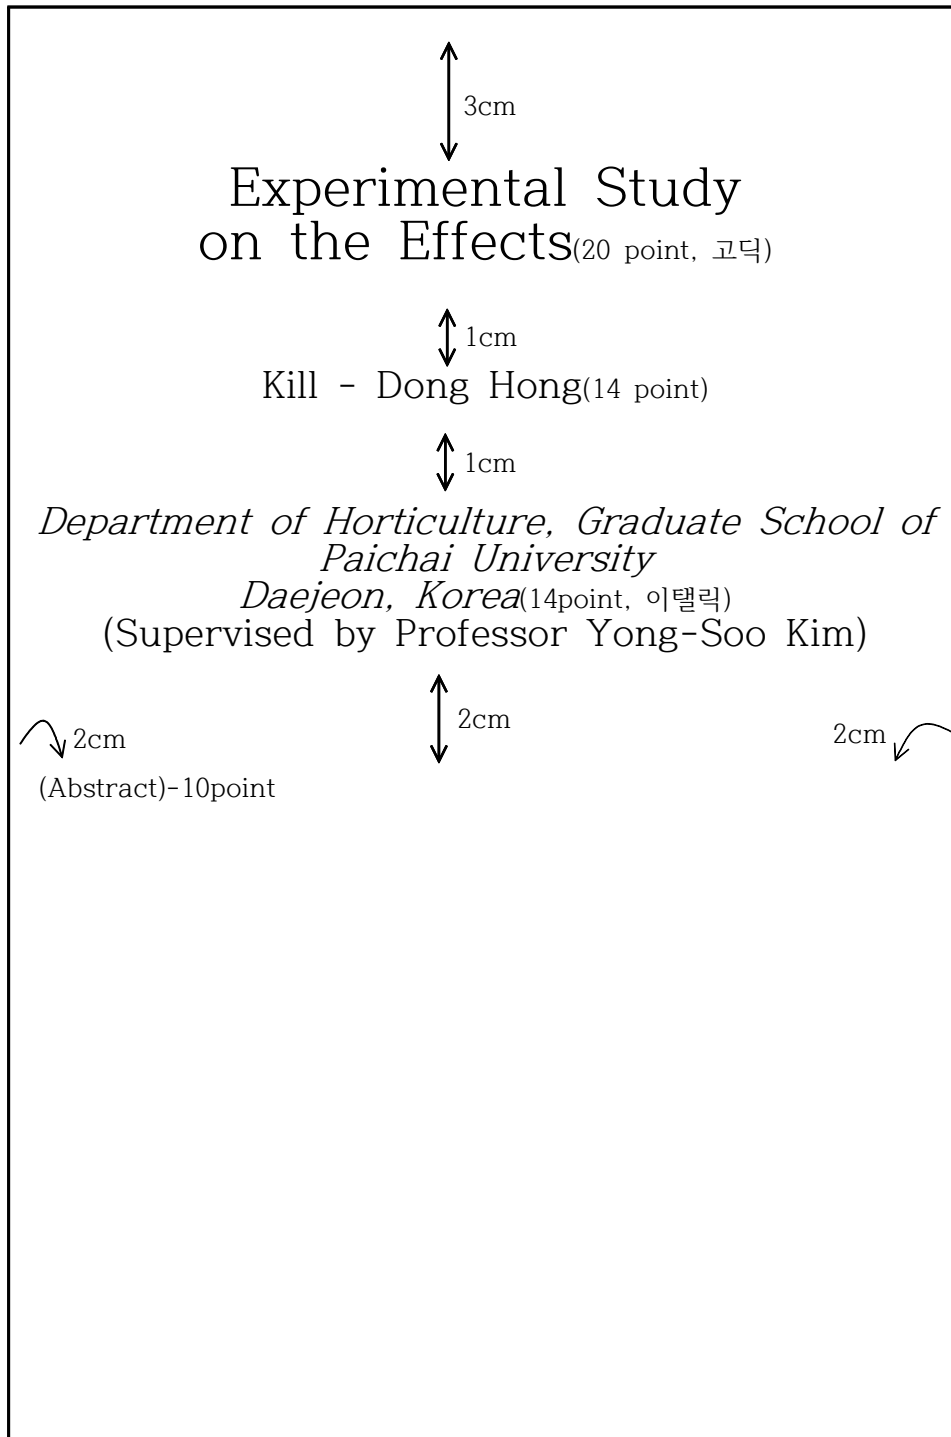 3cm
Experimental Study
on the Effects(20 point, 고딕)
1cm
Kill - Dong Hong(14 point)
1cm
Department of Horticulture, Graduate School of
Paichai University
Daejeon, Korea(14point, 이탤릭)
(Supervised by Professor Yong-Soo Kim)
2cm
2cm
2cm
(Abstract)-10point